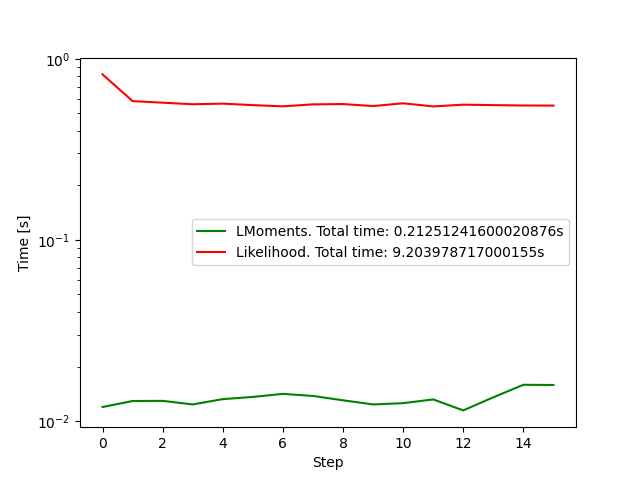 10⁰
10⁻¹
10⁻²
Time [s]
LMoments. Total time: 0.21251241600020876s
Likelihood. Total time: 9.203978717000155s
0 2 4 6 8 10 12 14
Step